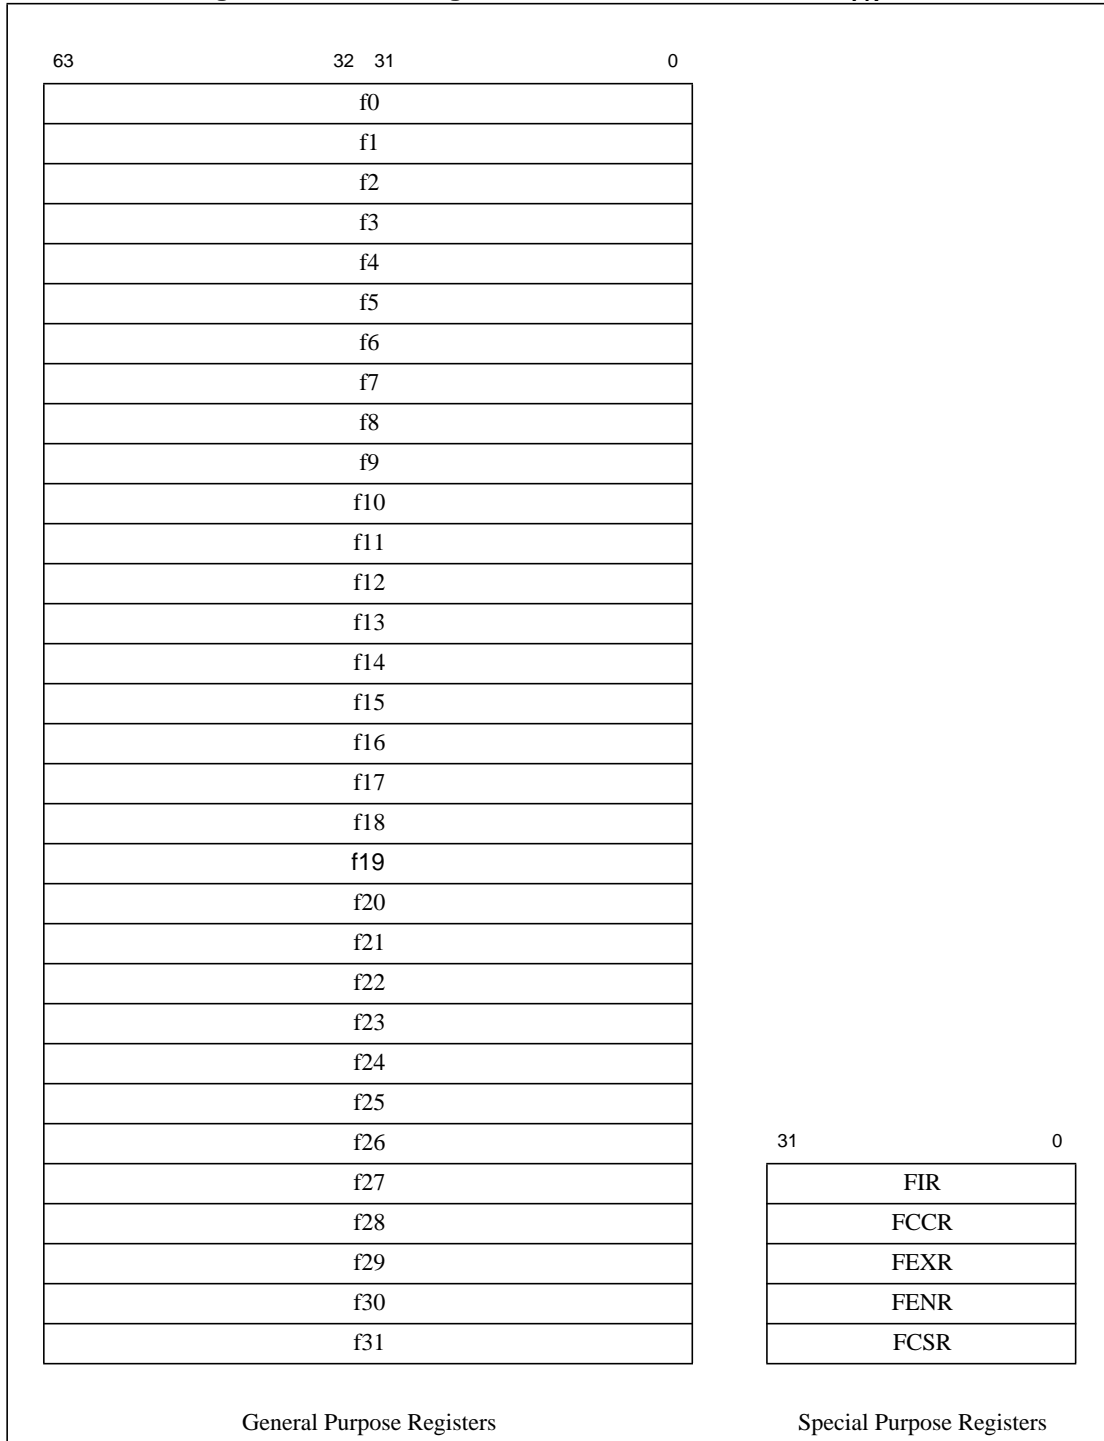 63 32 31 0
f0
f1
f2
f3
f4
f5
f6
f7
f8
f9
f10
f11
f12
f13
f14
f15
f16
f17
f18
f19
f20
f21
f22
f23
f24
f25
f26
f27
f28
f29
f30
f31
General Purpose Registers
31 0
FIR
FCCR
FEXR
FENR
FCSR
Special Purpose Registers